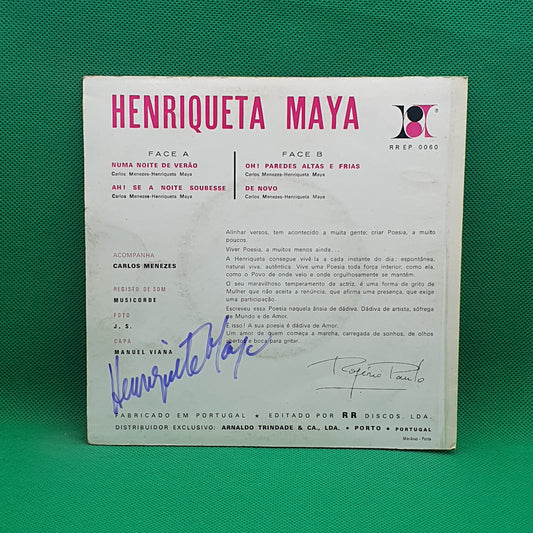 HENRIQUETA MAYA
®
RR EP 0060
FACE A
NUMA NOITE DE VERÃO
Carlos Menezes-Henriqueta Maya
AH! SE A NOITE SOUBESSE
Carlos Menezes-Henriqueta Maya
FACE B
OH! PAREDES ALTAS E FRIAS
Carlos Menezes-Henriqueta Maya
DE NOVO
Carlos Menezes-Henriqueta Maya
ACOMPANHA
CARLOS MENEZES
REGISTO DE SOM
MUSICORDE
FOTO
J. S.
CAPA
MANUEL VIANA
Alinhar versos, tem acontecido a muita gente; criar Poesia, a muito
poucos.
Viver Poesia, a muitos menos ainda...
A Henriqueta consegue vivê-la a cada instante do dia: espontânea,
natural viva, autêntica. Vive uma Poesia toda força interior, como ela,
como o Povo de onde veio e onde orgulhosamente se mantém.
O seu maravilhoso temperamento de actriz, é uma forma de grito de
Mulher que não aceita a renúncia, que afirma uma presença, que exige
uma participação.
Escreveu essa Poesia naquela ânsia de dádiva. Dádiva de artista, sôfrega
de Mundo e de Amor.
É isso! A sua poesia é dádiva de Amor.
Um amor de quem começa a marcha, carregada de sonhos, de olhos
abertos e boca para gritar.
Henriqueta Maya
Rogério Paulo
FABRICADO EM PORTUGAL ★ EDITADO POR RR DISCOS, LDA.
DISTRIBUIDOR EXCLUSIVO: ARNALDO TRINDADE & CA., LDA. • PORTO • PORTUGAL